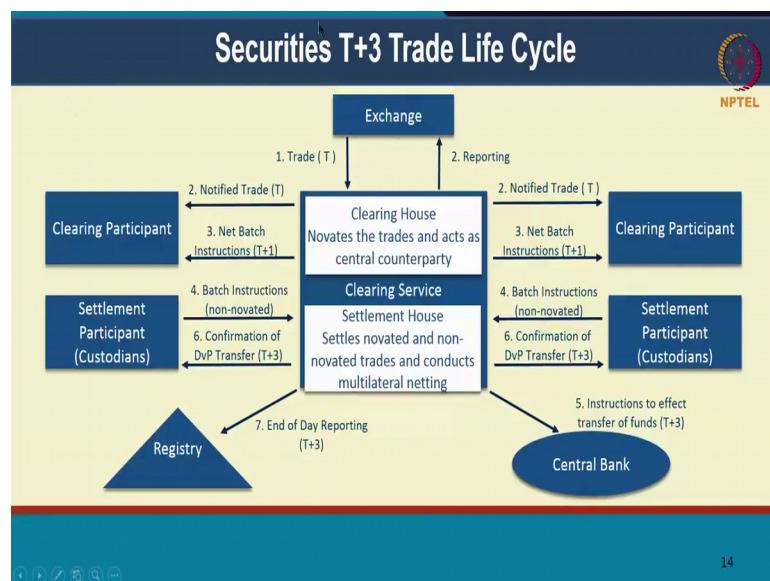 Securities T+3 Trade Life Cycle
NPTEL
Exchange
1. Trade ( T )
2. Reporting
2. Notified Trade (T)
2. Notified Trade ( T )
Clearing Participant
Clearing House
Novates the trades and acts as
central counterparty
Clearing Participant
3. Net Batch
Instructions (T+1)
3. Net Batch
Instructions (T+1)
Clearing Service
4. Batch Instructions
(non-novated)
4. Batch Instructions
(non-novated)
Settlement
Participant
(Custodians)
Settlement House
Settles novated and non-
novated trades and conducts
multilateral netting
Settlement
Participant
(Custodians)
6. Confirmation of
DvP Transfer (T+3)
6. Confirmation of
DvP Transfer (T+3)
7. End of Day Reporting
(T+3)
5. Instructions to effect
transfer of funds (T+3)
Registry
Central Bank
14